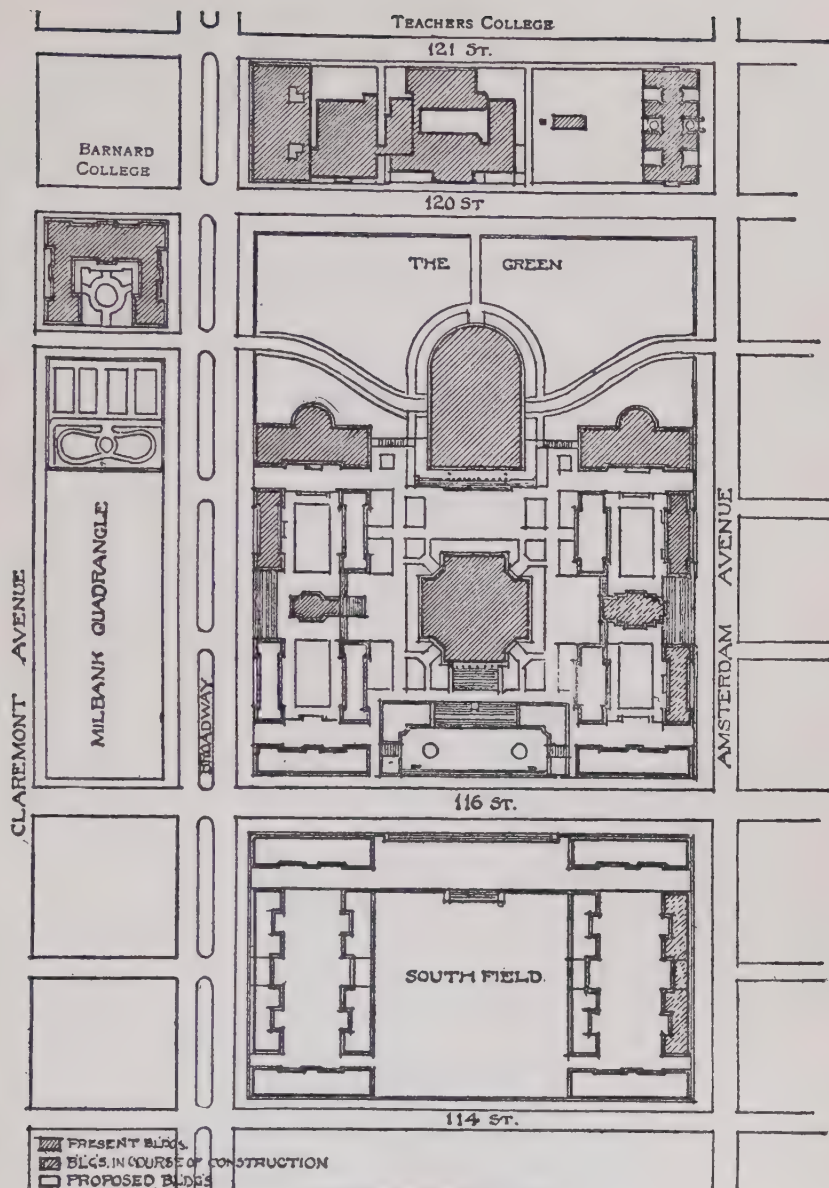 TEACHERS COLLEGE
121 ST.
BARNARD
COLLEGE
120 ST
THE GREEN
CLAREMONT AVENUE
MILBANK QUADRANGLE
BROADWAY
AMSTERDAM AVENUE
116 ST.
SOUTH FIELD.
114 ST.
PRESENT BLDGS.
BLGS. IN COURSE OF CONSTRUCTION
PROPOSED BLDGS